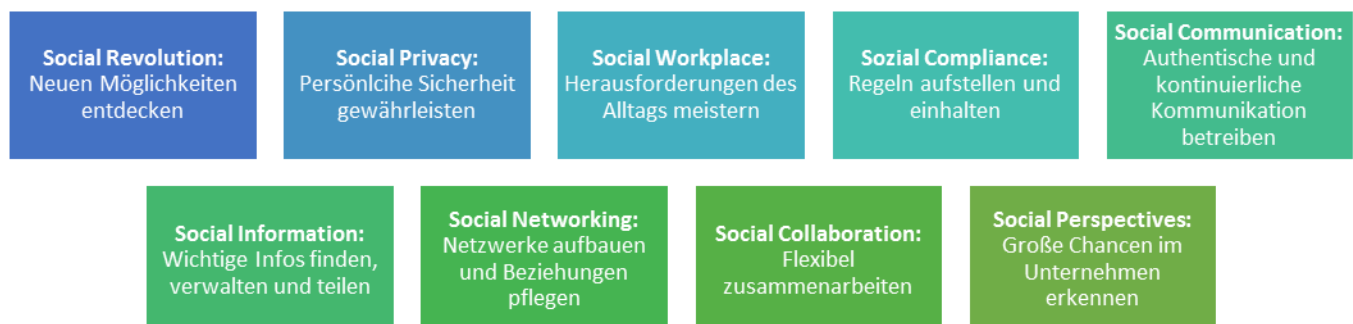 Social Revolution:
Neuen Möglichkeiten
entdecken
Social Privacy:
Persönlcihe Sicherheit
gewährleisten
Social Workplace:
Herausforderungen des
Alltags meistern
Sozial Compliance:
Regeln aufstellen und
einhalten
Social Communication:
Authentische und
kontinuierliche
Kommunikation
betreiben
Social Information:
Wichtige Infos finden,
verwalten und teilen
Social Networking:
Netzwerke aufbauen
und Beziehungen
pflegen
Social Collaboration:
Flexibel
zusammenarbeiten
Social Perspectives:
Große Chancen im
Unternehmen
erkennen